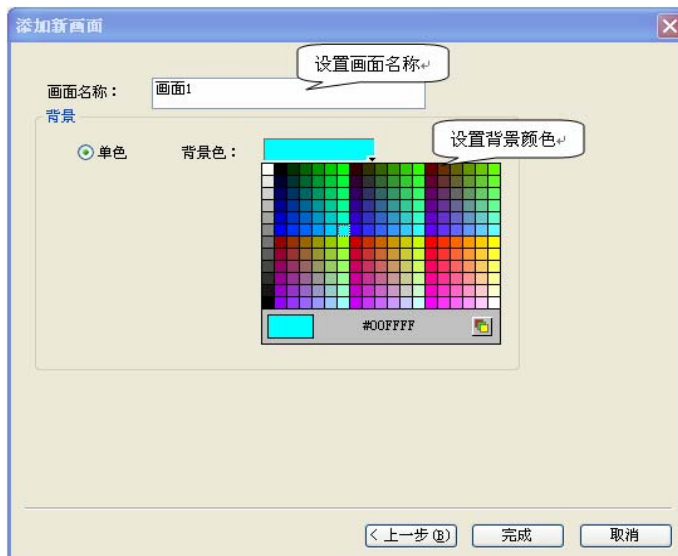 添加新画面
设置画面名称↵
画面名称： 画面1
背景
设置背景颜色↵
单色 背景色：
#00FFFF
< 上一步(B) 完成 取消